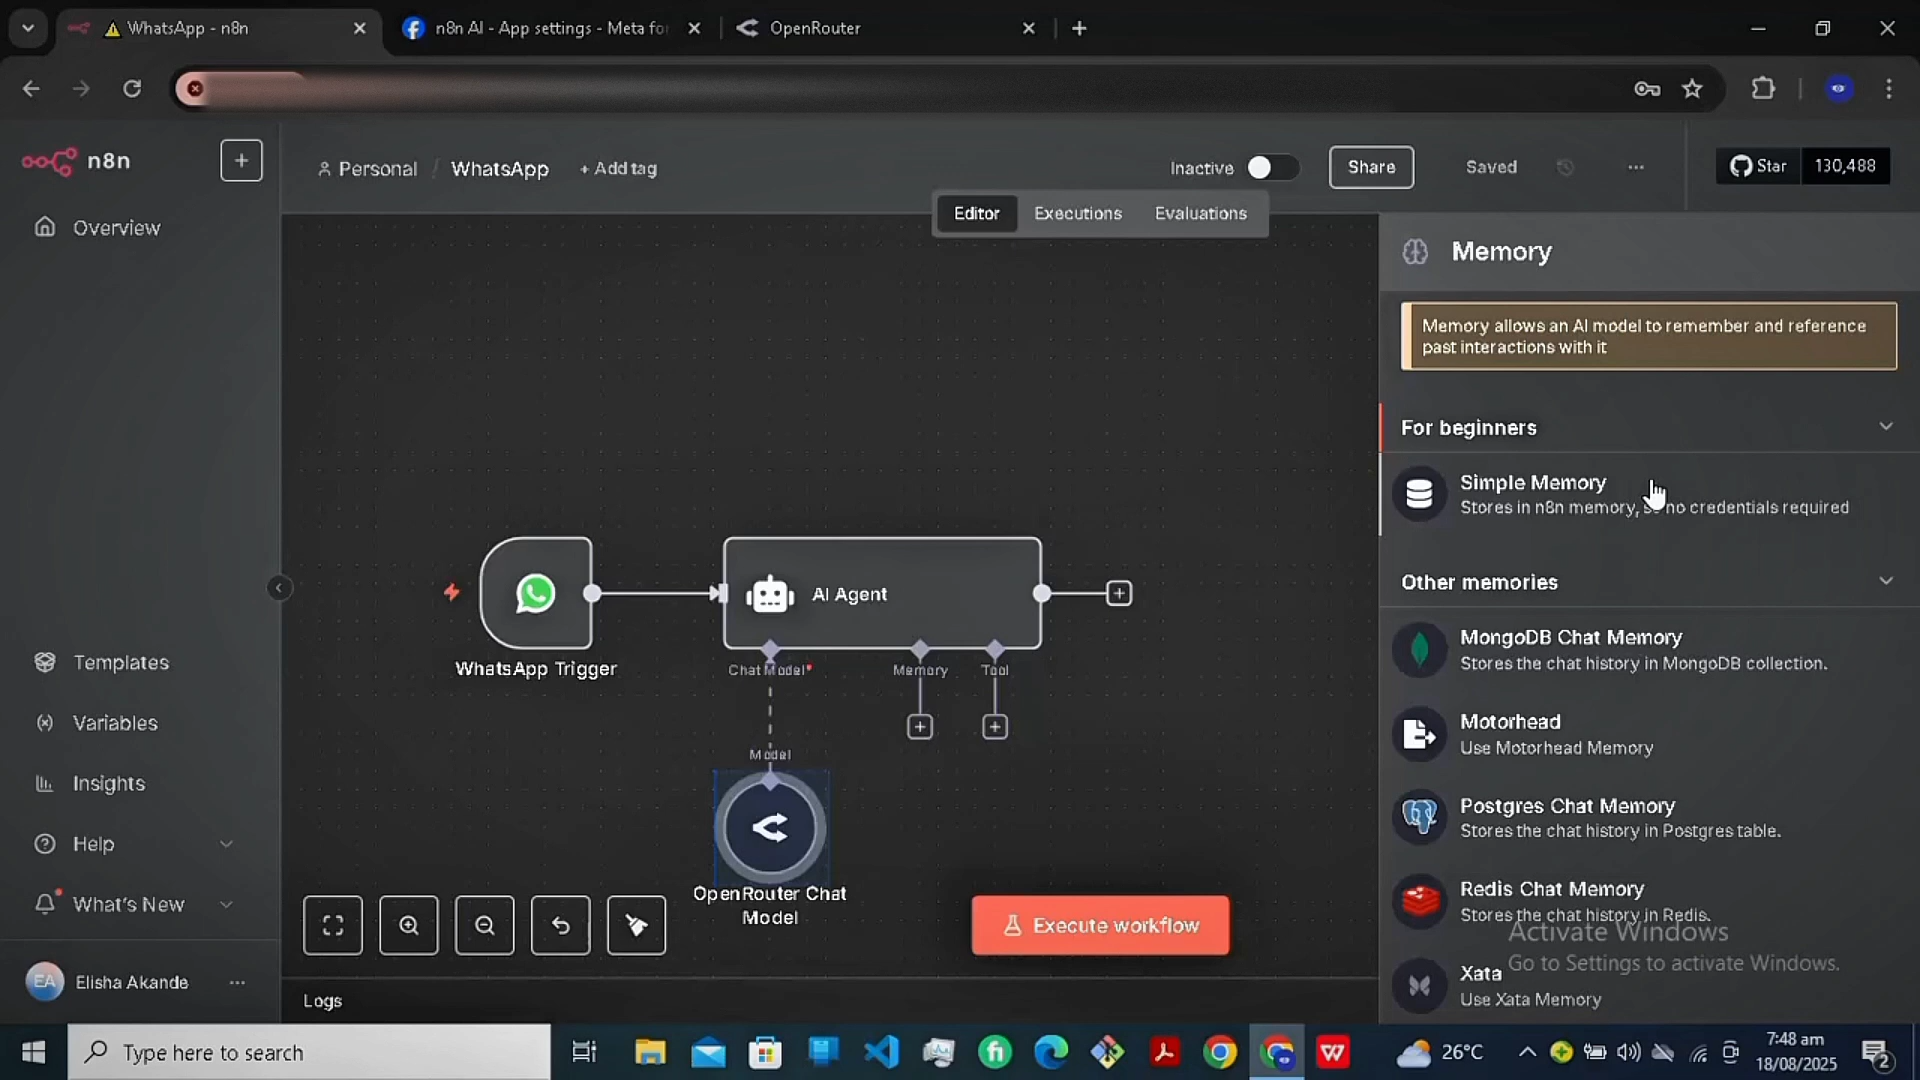 WhatsApp - n8n
n8n AI - App settings - Meta fo
OpenRouter
n8n
Personal / WhatsApp + Add tag
Inactive
Share
Saved
Star 130,488
Editor Executions Evaluations
Overview
Templates
Variables
Insights
Help
What's New
EA Elisha Akande
WhatsApp Trigger
AI Agent
Chat Model*
Memory
Tool
Model
OpenRouter Chat
Model
Execute workflow
Logs
Memory
Memory allows an AI model to remember and reference
past interactions with it
For beginners
Simple Memory
Stores in n8n memory, so no credentials required
Other memories
MongoDB Chat Memory
Stores the chat history in MongoDB collection.
Motorhead
Use Motorhead Memory
Postgres Chat Memory
Stores the chat history in Postgres table.
Redis Chat Memory
Stores the chat history in Redis.
Xata
Use Xata Memory
Activate Windows
Go to Settings to activate Windows.
Type here to search
26°C
7:48 am
18/08/2025
2